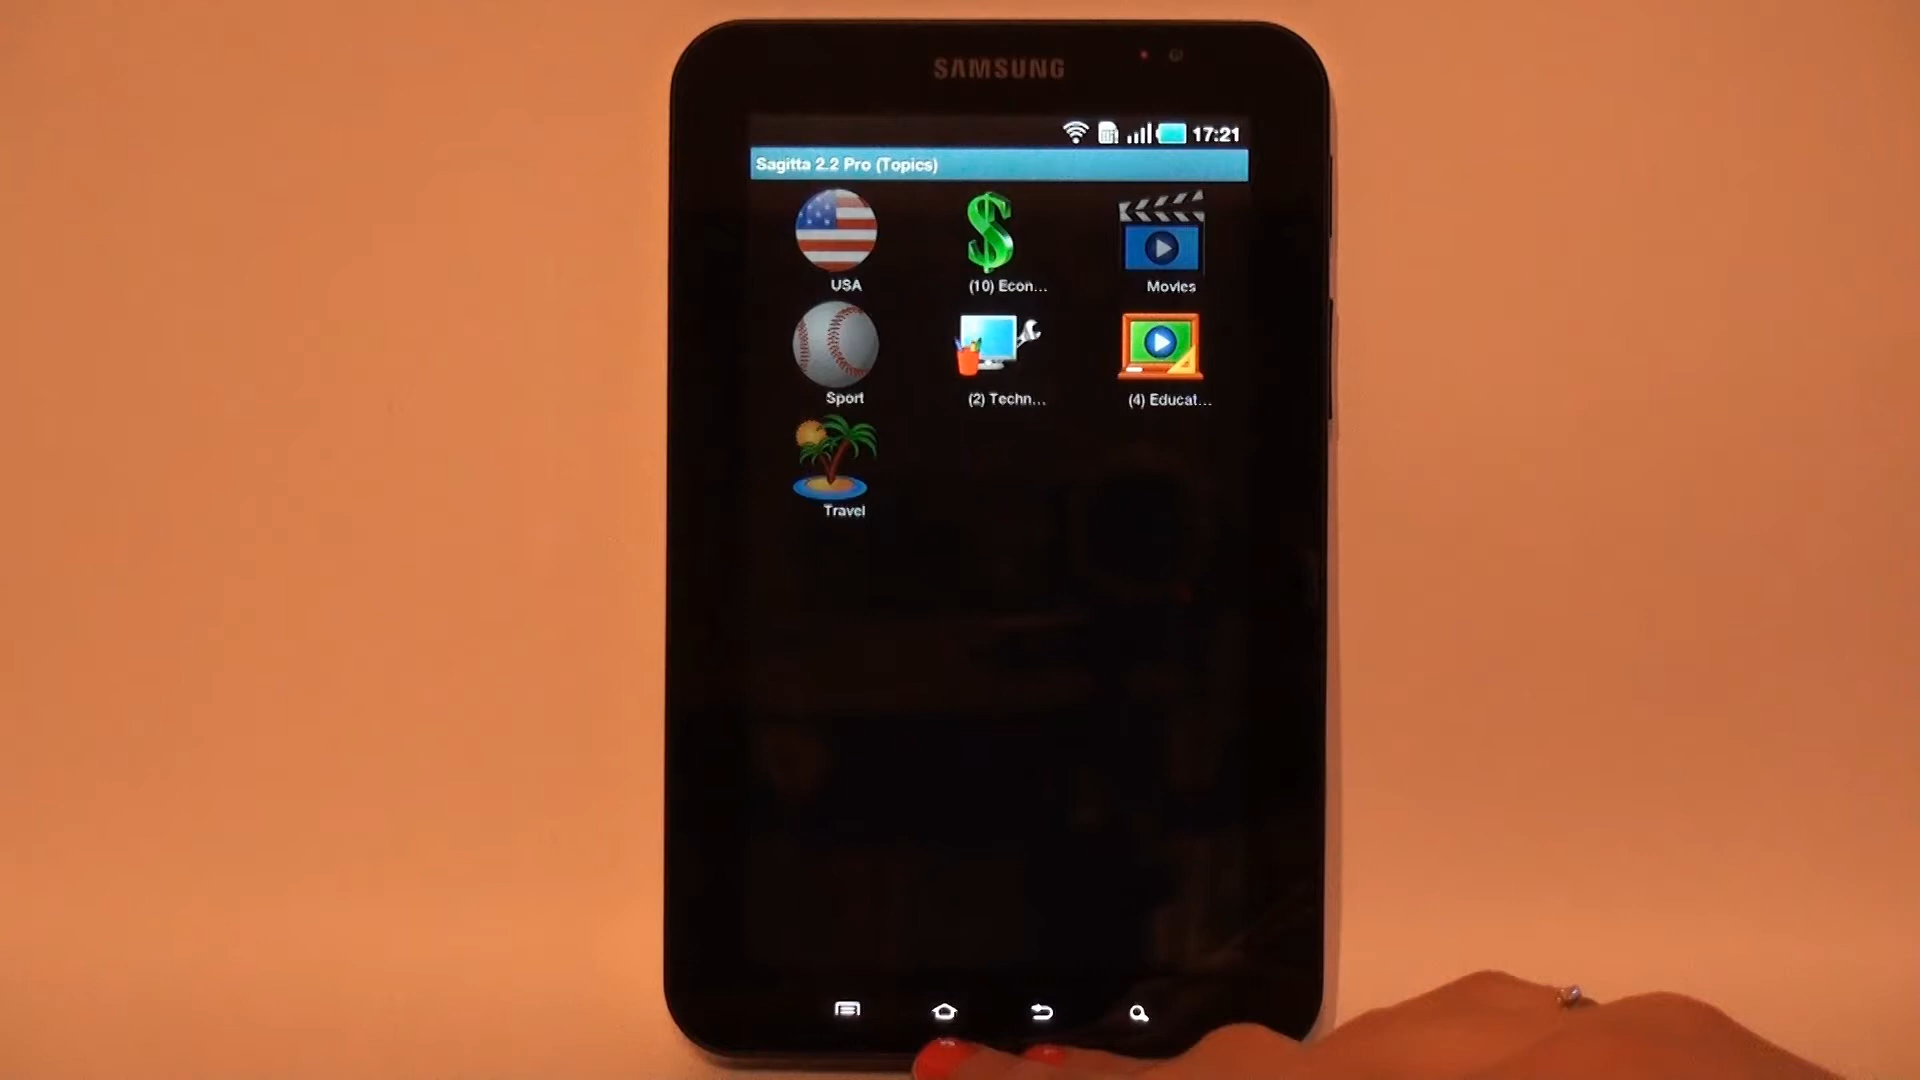 SAMSUNG
17:21
Sagitta 2.2 Pro (Topics)
USA
(10) Econ...
Movies
Sport
(2) Techn...
(4) Educat...
Travel